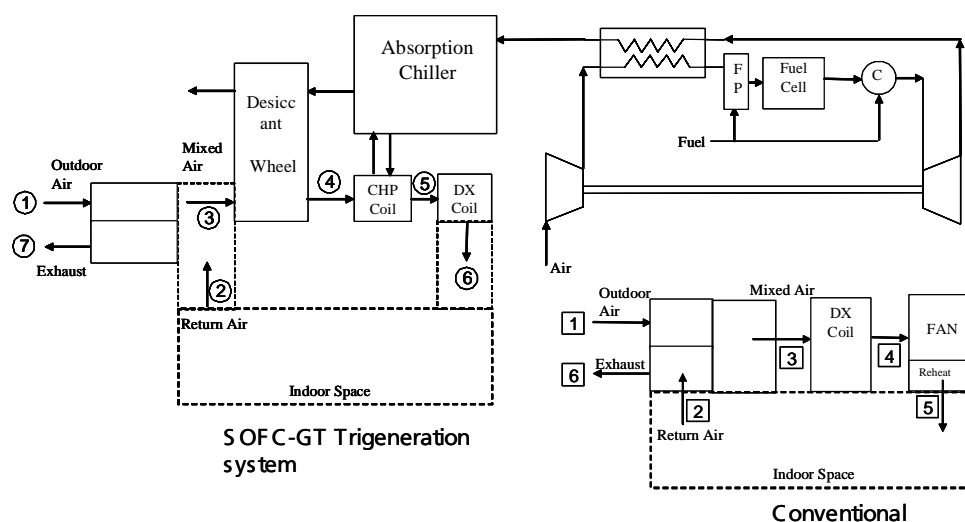 Absorption
Chiller
Desicc
ant
Wheel
Mixed
Air
Outdoor
Air
1
7
Exhaust
3
4
CHP
Coil
5
DX
Coil
6
2
Return Air
Indoor Space
SOFC-GT Trigeneration
system
F
P
Fuel
Cell
C
Fuel
Air
Outdoor
Air
1
Exhaust
6
Mixed Air
3
DX
Coil
4
FAN
Reheat
5
2
Return Air
Indoor Space
Conventional